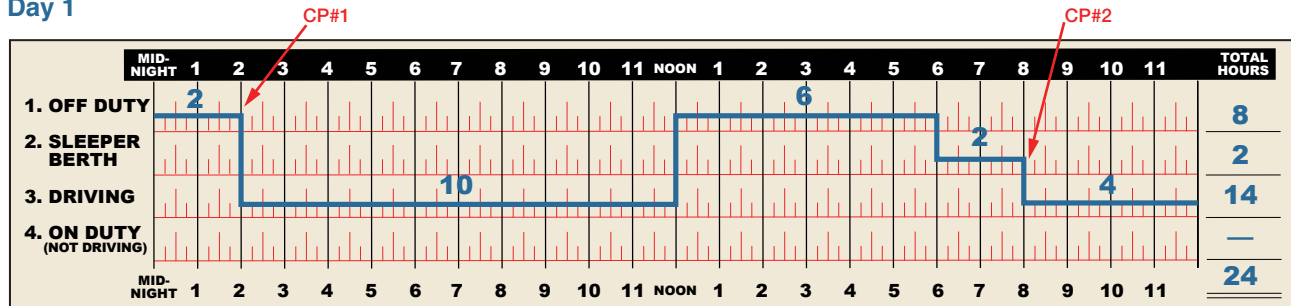 Day 1
CP#1 CP#2
MID-NIGHT 1 2 3 4 5 6 7 8 9 10 11 NOON 1 2 3 4 5 6 7 8 9 10 11 TOTAL HOURS
1. OFF DUTY 2 6 8
2. SLEEPER BERTH 2 2
3. DRIVING 10 4 14
4. ON DUTY (NOT DRIVING) —
24
MID-NIGHT 1 2 3 4 5 6 7 8 9 10 11 NOON 1 2 3 4 5 6 7 8 9 10 11